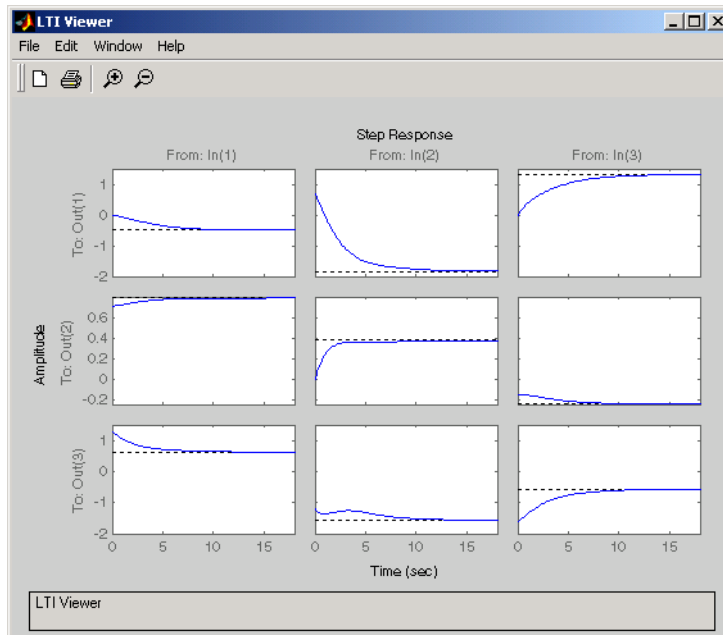 LTI Viewer
File Edit Window Help
Step Response
From: In(1) From: In(2) From: In(3)
Amplitude
To: Out(1)
1
0
-1
-2
To: Out(2)
0.6
0.4
0.2
0
-0.2
To: Out(3)
1
0
-1
-2
0 5 10 15 0 5 10 15 0 5 10 15
Time (sec)
LTI Viewer